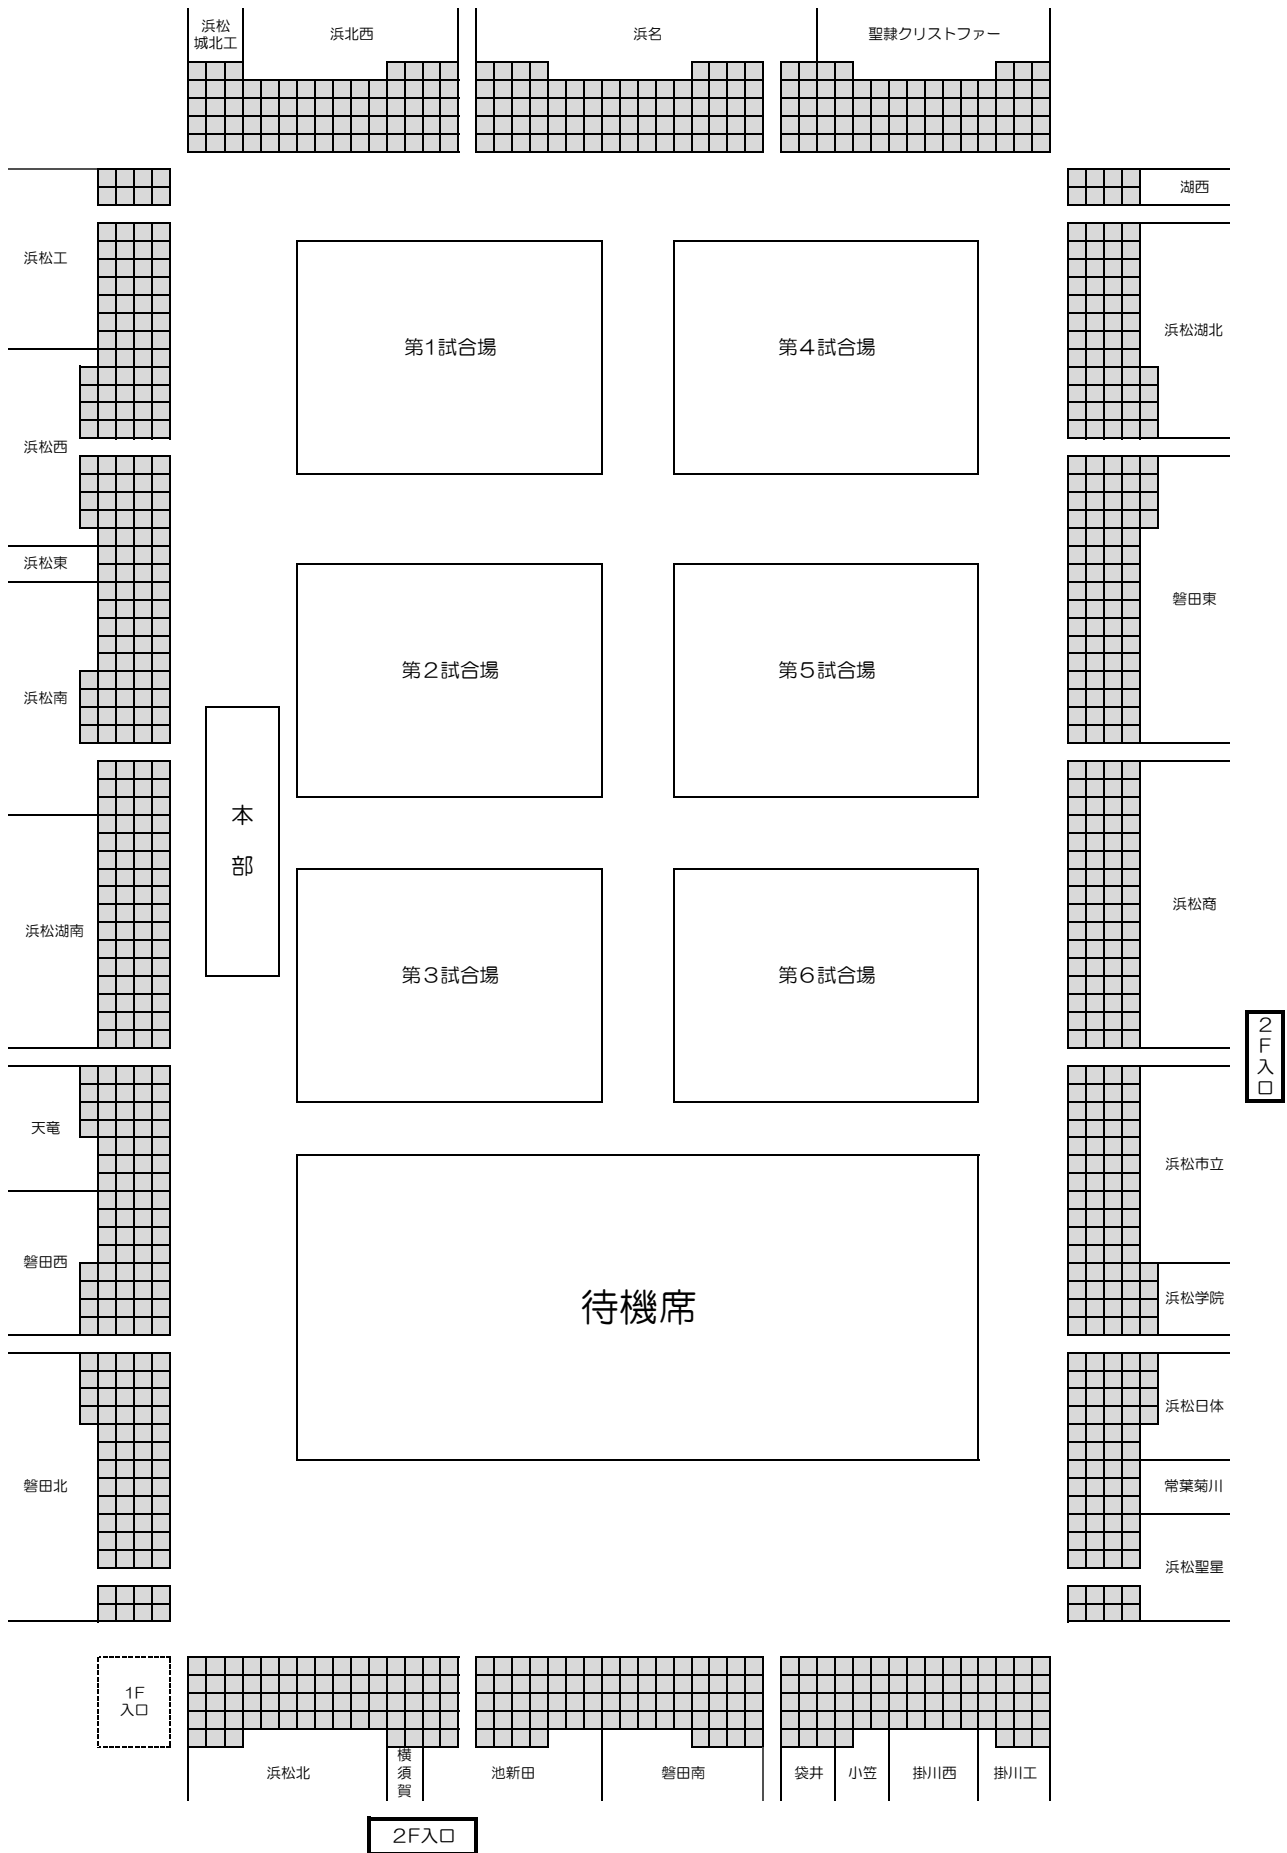 浜松
城北工
浜北西
浜名
聖隷クリストファー
湖西
浜松工
浜松湖北
第1試合場
第４試合場
浜松西
浜松東
磐田東
第２試合場
第５試合場
浜松南
本
部
浜松商
浜松湖南
第３試合場
第６試合場
２
Ｆ
入
口
天竜
浜松市立
磐田西
浜松学院
待機席
浜松日体
磐田北
常葉菊川
浜松聖星
1F
入口
浜松北
横
須
賀
池新田
磐田南
袋井
小笠
掛川西
掛川工
２Ｆ入口